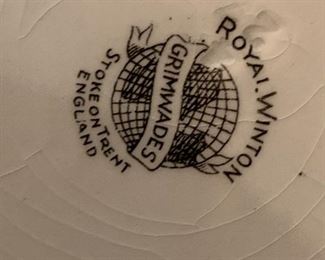 ROYAL WINTON
GRIMWADES
STOKE ON TRENT
ENGLAND